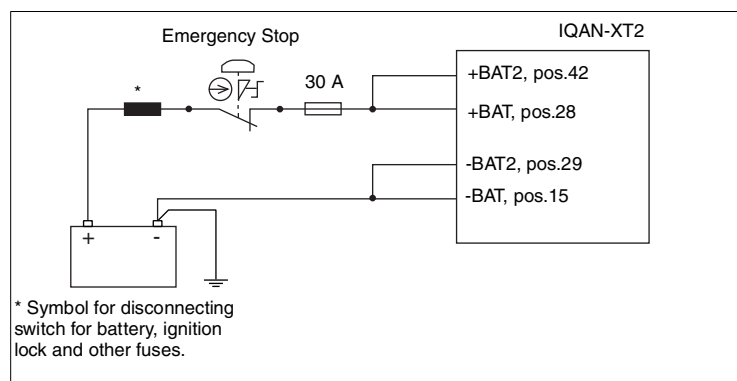 IQAN-XT2
Emergency Stop
*
30 A
+BAT2, pos.42
+BAT, pos.28
-BAT2, pos.29
-BAT, pos.15
+ -
* Symbol for disconnecting
switch for battery, ignition
lock and other fuses.